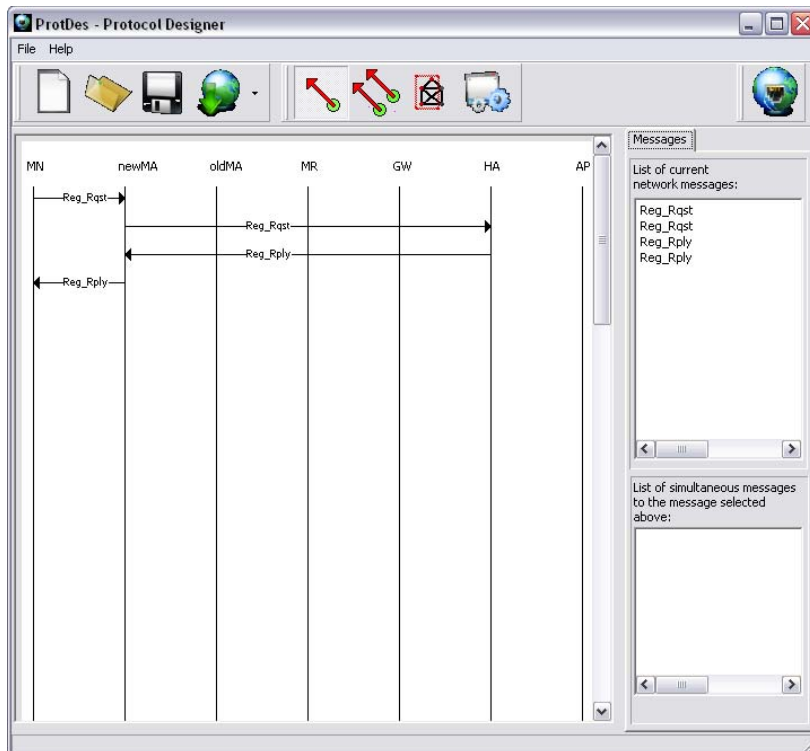 ProtDes - Protocol Designer
File Help
MN newMA oldMA MR GW HA AP
Reg_Rqst
Reg_Rqst
Reg_Rply
Reg_Rply
Messages
List of current
network messages:
Reg_Rqst
Reg_Rqst
Reg_Rply
Reg_Rply
List of simultaneous messages
to the message selected
above: